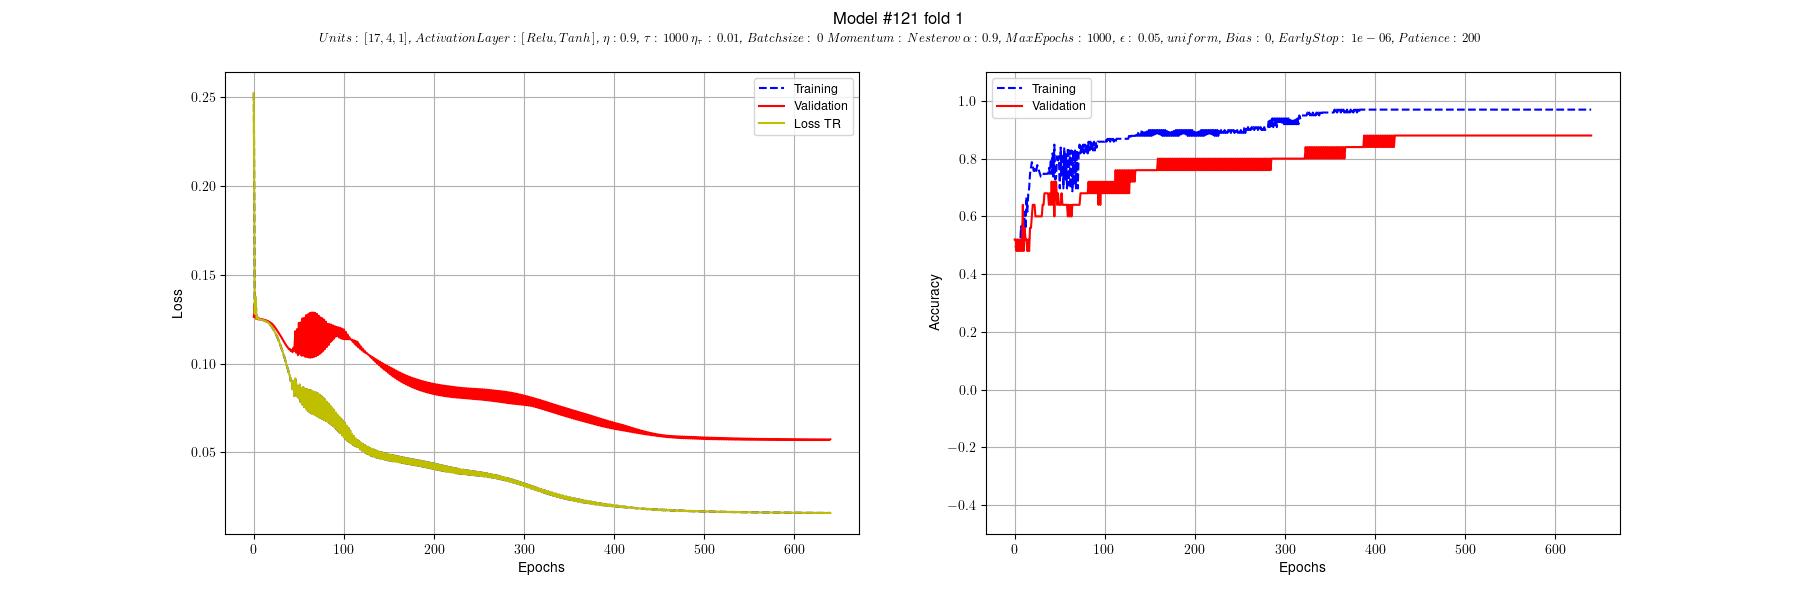 Model #121 fold 1
Units : [17, 4, 1], ActivationLayer : [Relu, Tanh], η : 0.9, τ : 1000 η_τ : 0.01, Batchsize : 0 Momentum : Nesterov α : 0.9, MaxEpochs : 1000, ϵ : 0.05, uniform, Bias : 0, EarlyStop : 1e − 06, Patience : 200
Training
Validation
Loss TR
0.25
0.20
0.15
0.10
0.05
Loss
0 100 200 300 400 500 600
Epochs
Training
Validation
1.0
0.8
0.6
0.4
0.2
0.0
−0.2
−0.4
Accuracy
0 100 200 300 400 500 600
Epochs